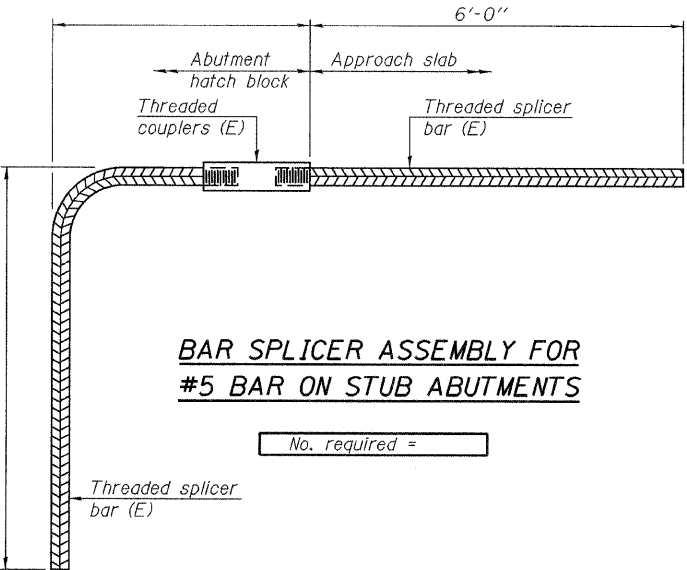 6'-0"
Abutment
hatch block
Approach slab
Threaded
couplers (E)
Threaded splicer
bar (E)
BAR SPLICER ASSEMBLY FOR
#5 BAR ON STUB ABUTMENTS
No. required =
Threaded splicer
bar (E)